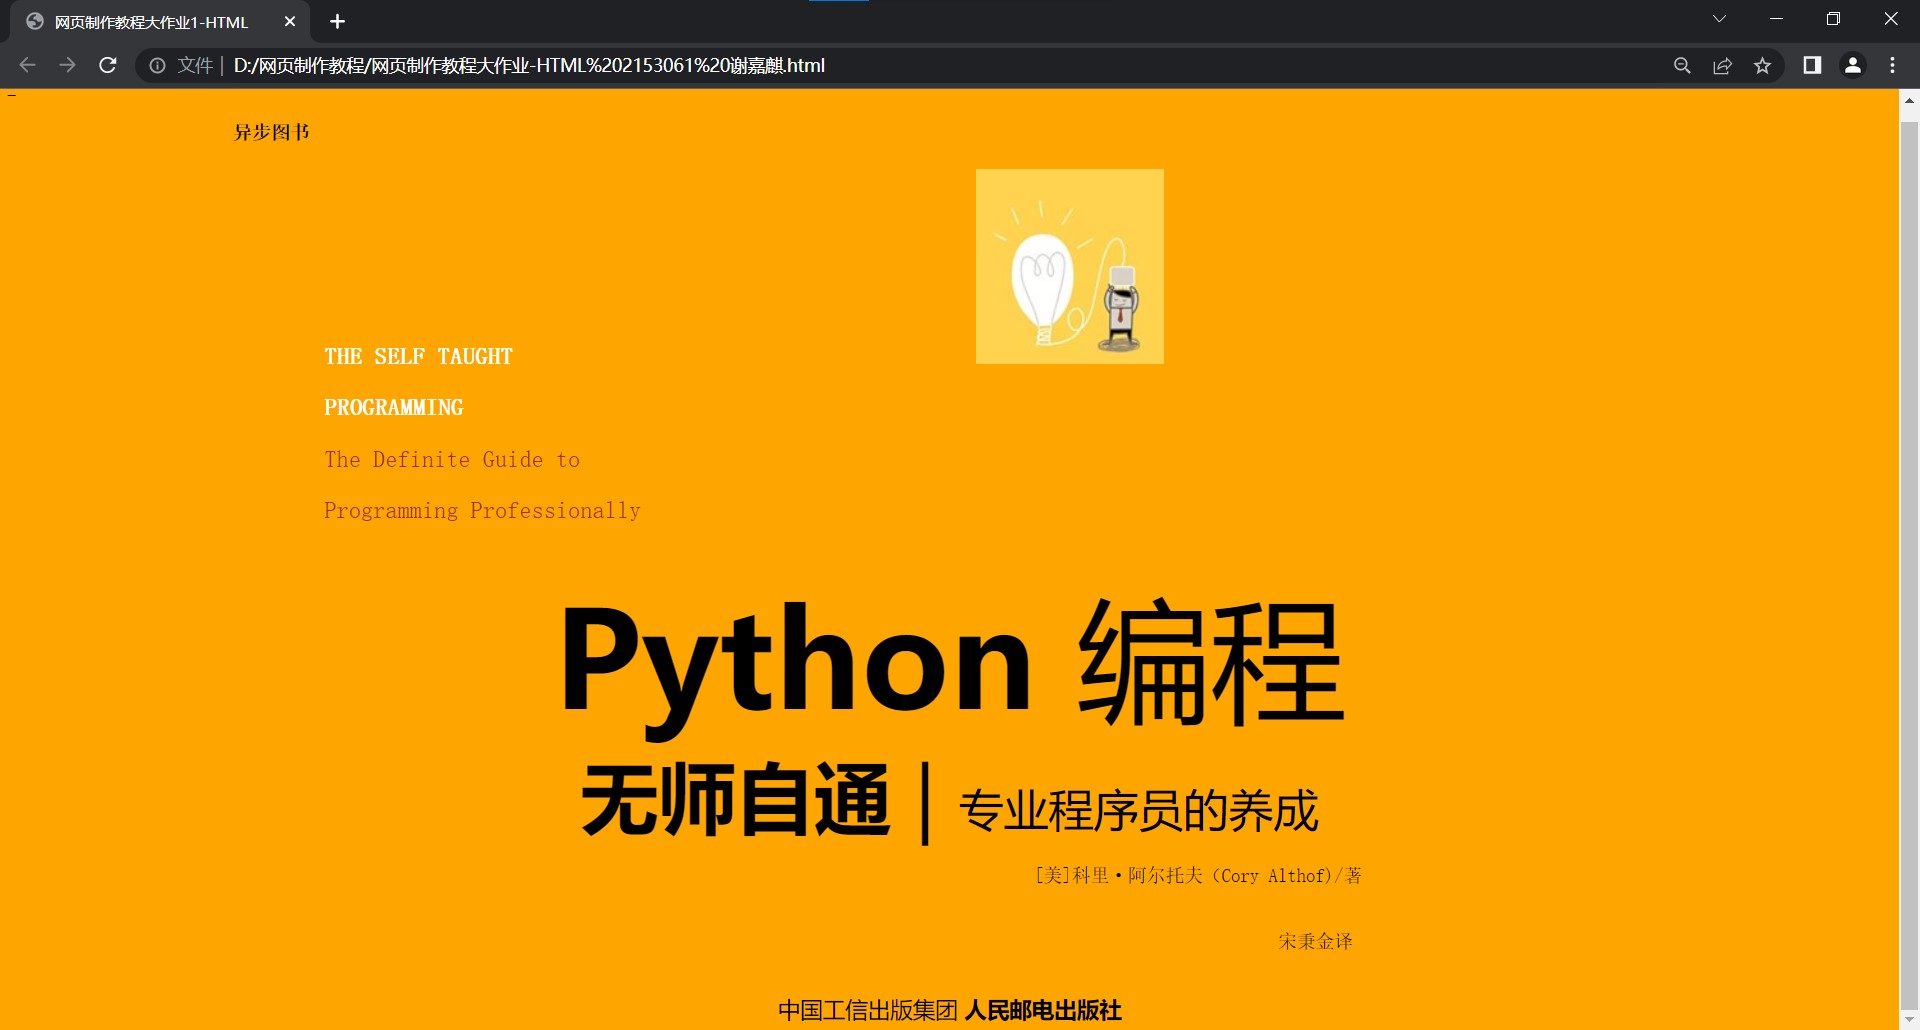 网页制作教程大作业1-HTML
文件 | D:/网页制作教程/网页制作教程大作业-HTML%202153061%20谢嘉麒.html
异步图书
THE SELF TAUGHT
PROGRAMMING
The Definite Guide to
Programming Professionally
Python 编程
无师自通 | 专业程序员的养成
[美]科里·阿尔托夫（Cory Althof)/著
宋秉金译
中国工信出版集团 人民邮电出版社